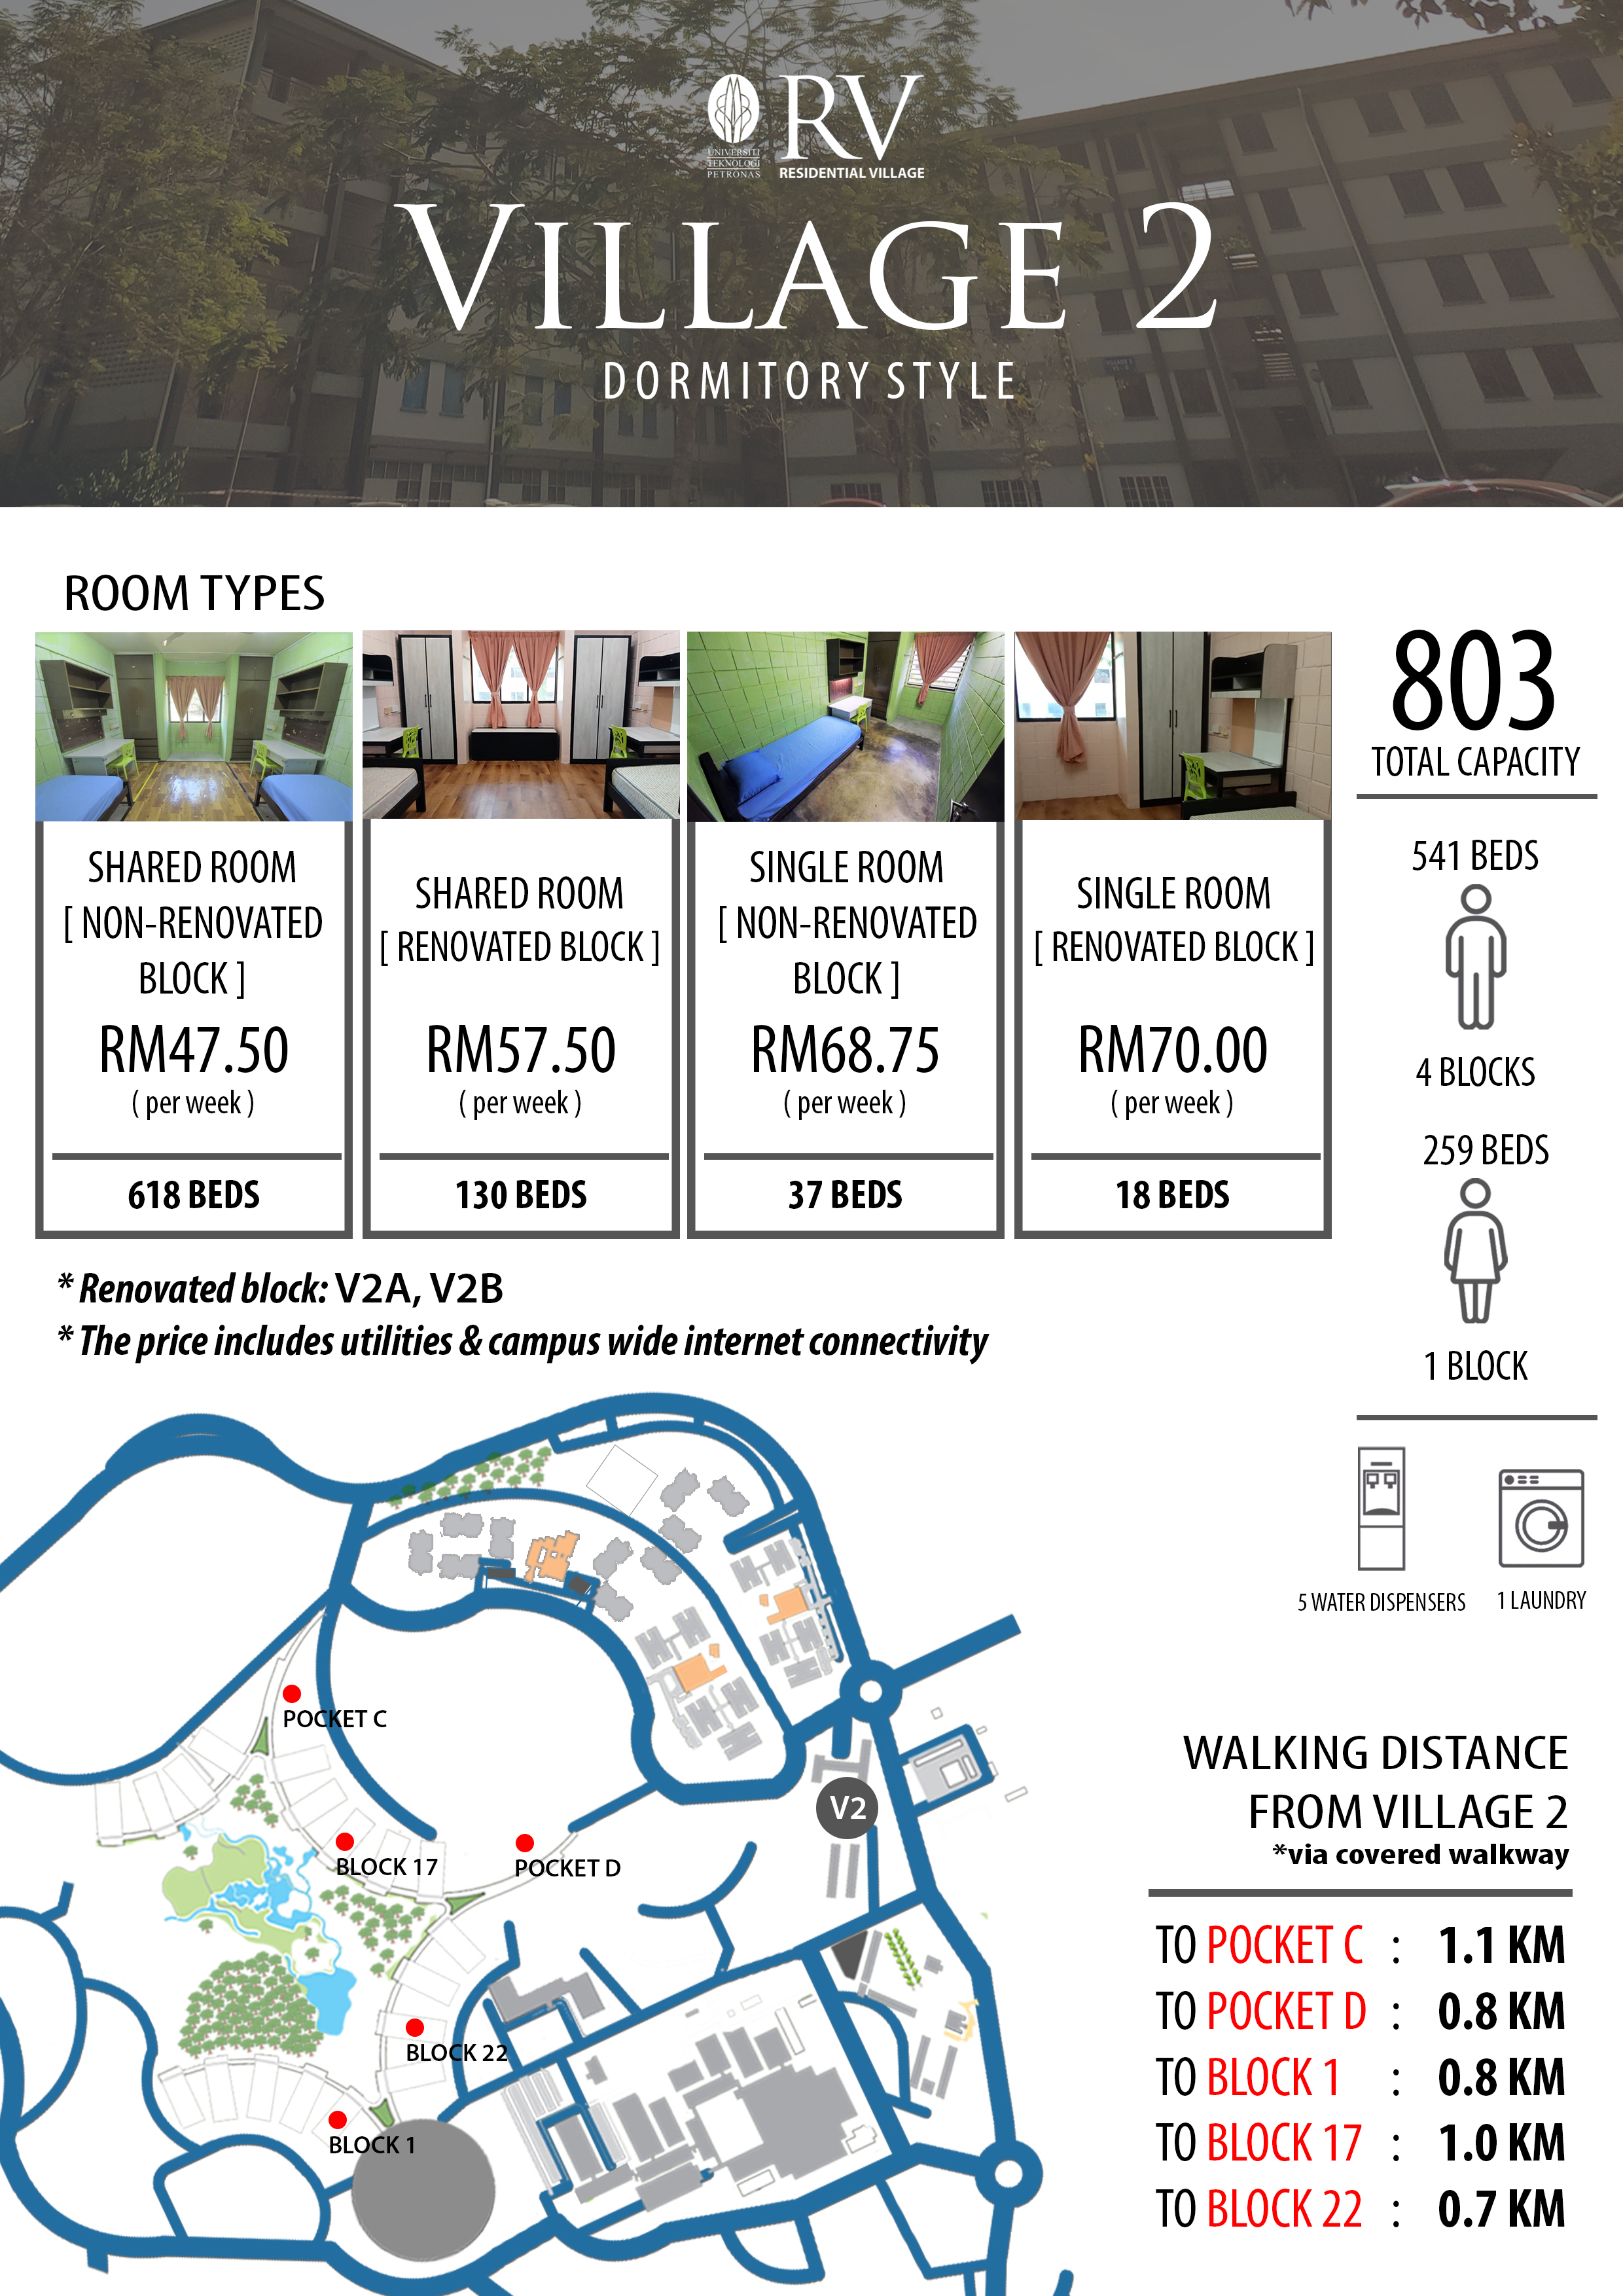 UNIVERSITI
TEKNOLOGI
PETRONAS
RV
RESIDENTIAL VILLAGE
VILLAGE 2
DORMITORY STYLE
ROOM TYPES
SHARED ROOM
[ NON-RENOVATED
BLOCK ]
RM47.50
( per week )
618 BEDS
SHARED ROOM
[ RENOVATED BLOCK ]
RM57.50
( per week )
130 BEDS
SINGLE ROOM
[ NON-RENOVATED
BLOCK ]
RM68.75
( per week )
37 BEDS
SINGLE ROOM
[ RENOVATED BLOCK ]
RM70.00
( per week )
18 BEDS
803
TOTAL CAPACITY
541 BEDS
4 BLOCKS
259 BEDS
1 BLOCK
5 WATER DISPENSERS
1 LAUNDRY
* Renovated block: V2A, V2B
* The price includes utilities & campus wide internet connectivity
POCKET C
BLOCK 17
POCKET D
V2
BLOCK 22
BLOCK 1
WALKING DISTANCE
FROM VILLAGE 2
*via covered walkway
TO POCKET C : 1.1 KM
TO POCKET D : 0.8 KM
TO BLOCK 1 : 0.8 KM
TO BLOCK 17 : 1.0 KM
TO BLOCK 22 : 0.7 KM